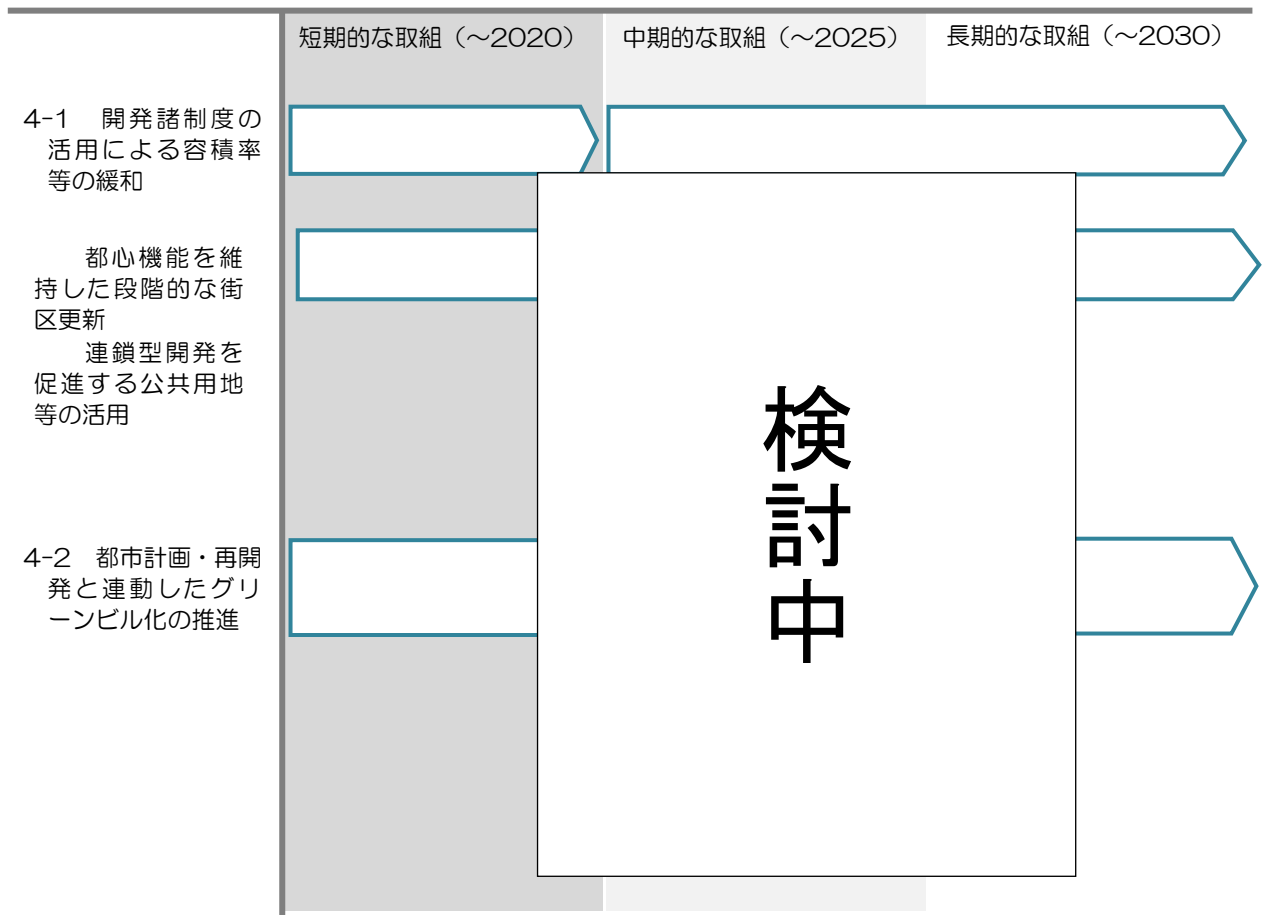 短期的な取組（～2020）
中期的な取組（～2025）
長期的な取組（～2030）
4-1　開発諸制度の
活用による容積率
等の緩和
都心機能を維
持した段階的な街
区更新
連鎖型開発を
促進する公共用地
等の活用
4-2　都市計画・再開
発と連動したグリ
ーンビル化の推進
検討中